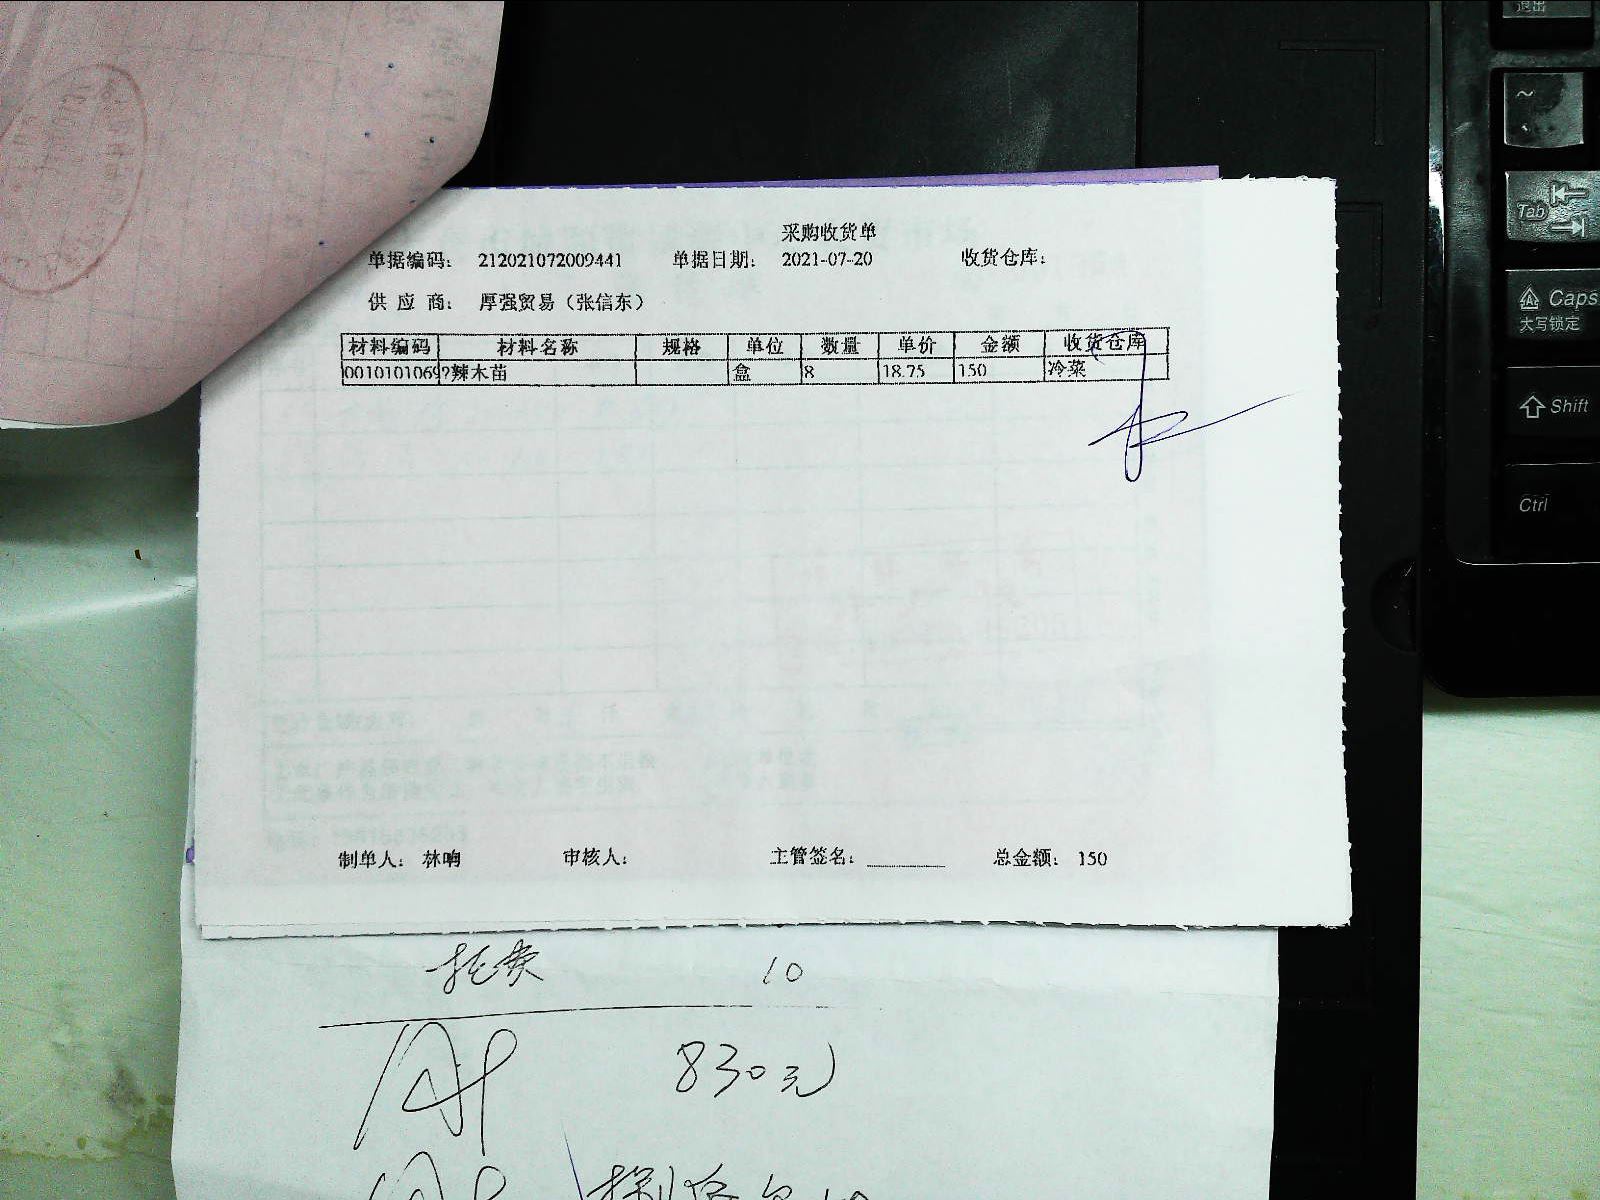 采购收货单
单据编码： 212021072009441 单据日期： 2021-07-20 收货仓库：
供 应 商： 厚强贸易（张信东）
材料编码 材料名称 规格 单位 数量 单价 金额 收货仓库
0010101069 ?辣木苗 盒 8 18.75 150 冷菜
制单人： 林响 审核人： 主管签名： 总金额： 150
10
830元
退出
~
Tab
Caps
大写锁定
Shift
Ctrl